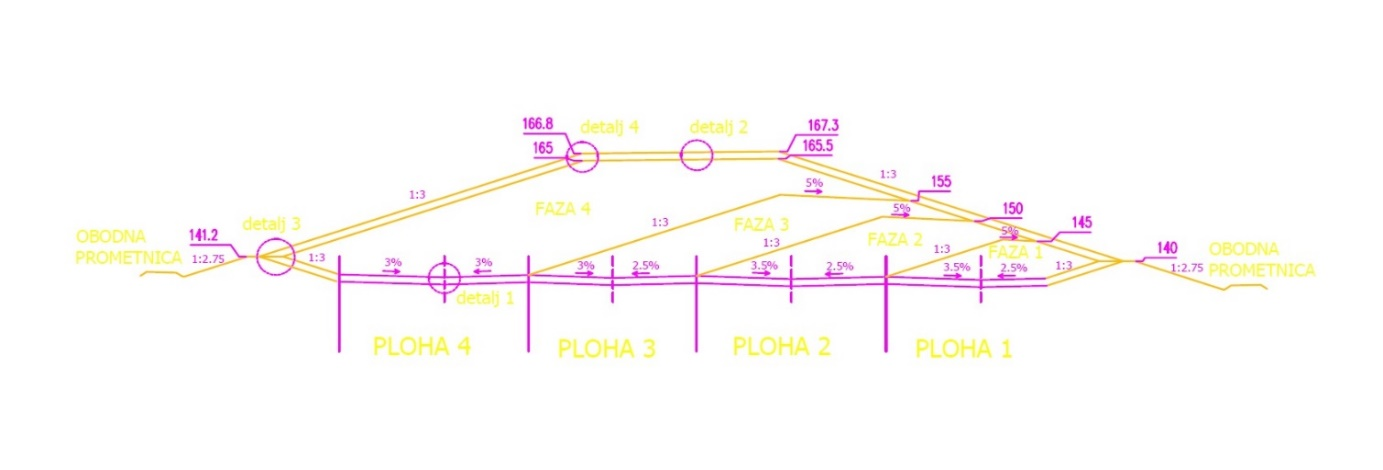 166.8
detalj 4
detalj 2
167.3
165
165.5
1:3
1:3
5%
155
FAZA 4
1:3
FAZA 3
5%
150
detalj 3
OBODNA
PROMETNICA
141.2
1:2.75
1:3
1:3
FAZA 2
1:3
5%
145
FAZA 1
140
OBODNA
PROMETNICA
1:2.75
3%
3%
3%
2.5%
3.5%
2.5%
3.5%
2.5%
1:3
detalj 1
PLOHA 4
PLOHA 3
PLOHA 2
PLOHA 1